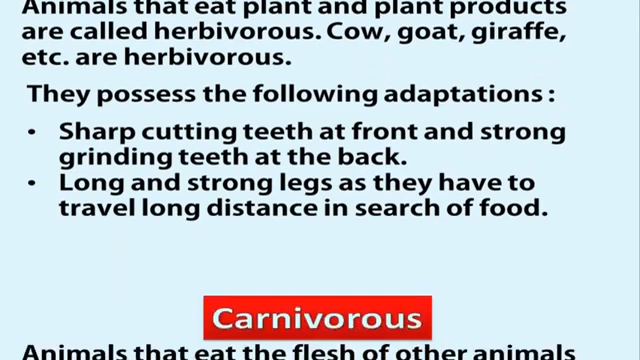 Animals that eat plant and plant products
are called herbivorous. Cow, goat, giraffe,
etc. are herbivorous.
They possess the following adaptations :
• Sharp cutting teeth at front and strong
grinding teeth at the back.
• Long and strong legs as they have to
travel long distance in search of food.
Carnivorous
Animals that eat the flesh of other animals